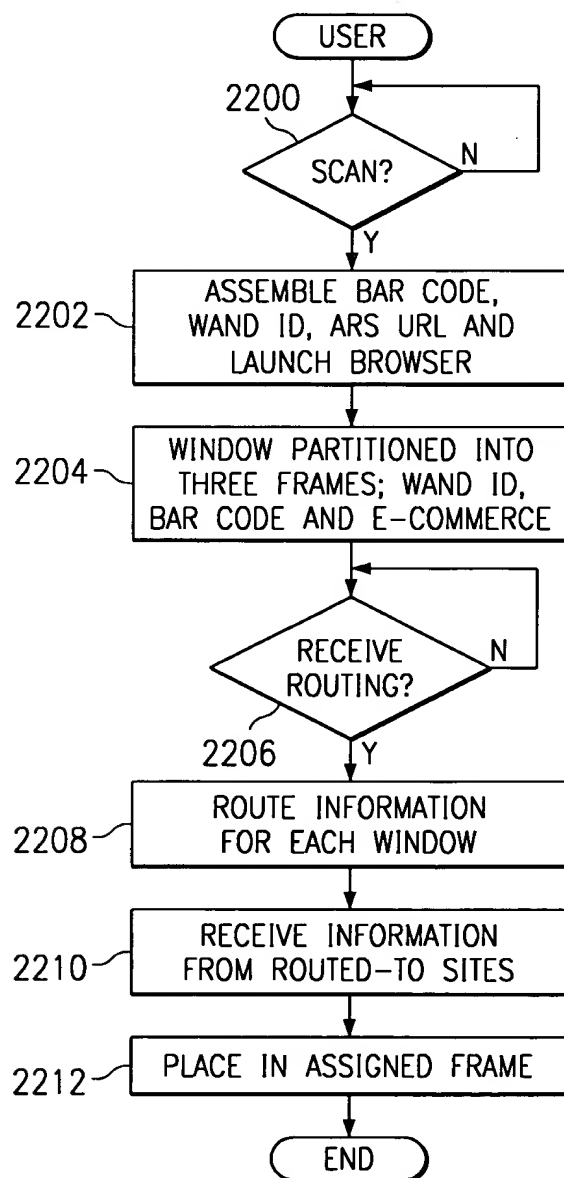 USER
2200
SCAN?
N
Y
2202
ASSEMBLE BAR CODE,
WAND ID, ARS URL AND
LAUNCH BROWSER
2204
WINDOW PARTITIONED INTO
THREE FRAMES; WAND ID,
BAR CODE AND E-COMMERCE
RECEIVE
ROUTING?
N
2206
Y
2208
ROUTE INFORMATION
FOR EACH WINDOW
2210
RECEIVE INFORMATION
FROM ROUTED-TO SITES
2212
PLACE IN ASSIGNED FRAME
END